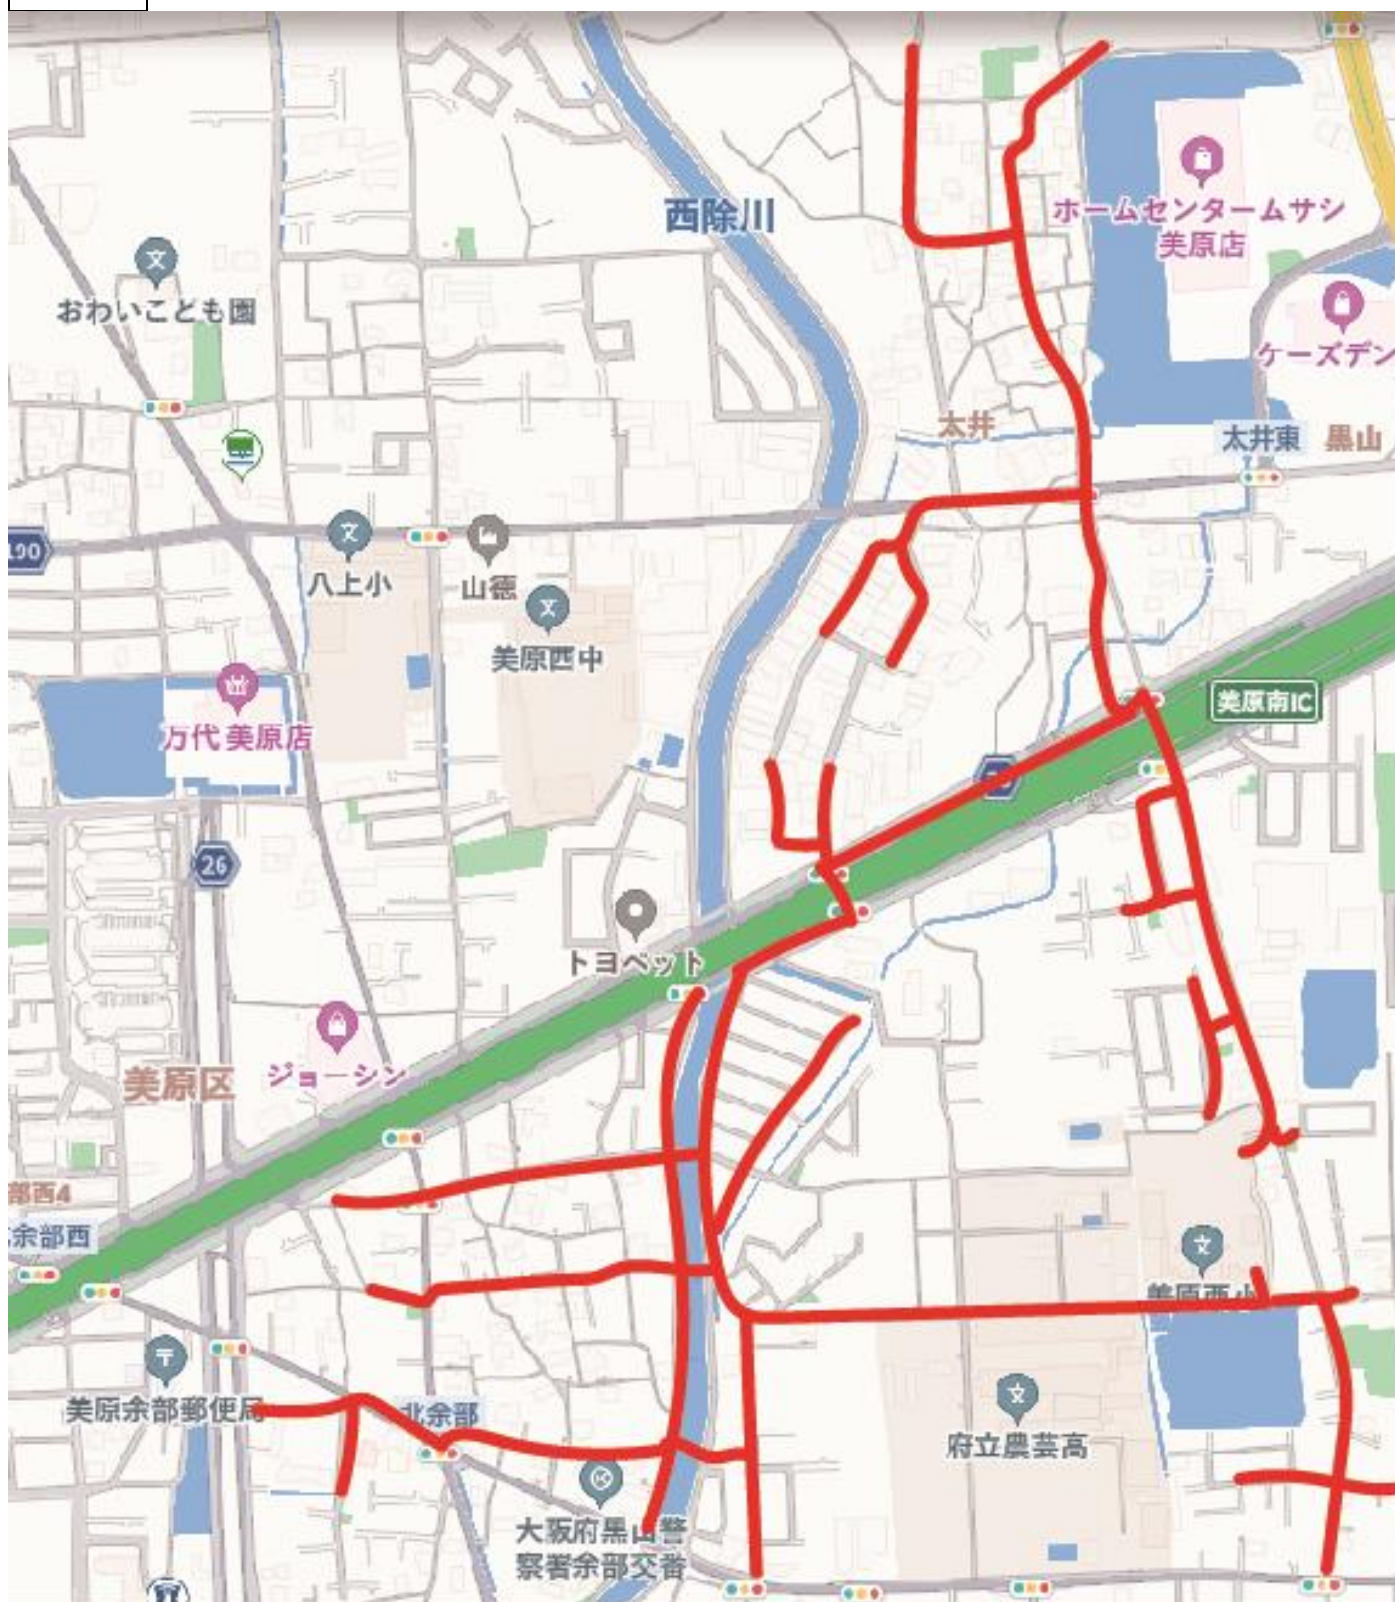 西除川
ホームセンタームサシ
美原店
おわいこども園
ケーズデン
太井
太井東
黒山
190
八上小
山徳
美原西中
美原南IC
万代 美原店
26
トヨペット
ジョーシン
美原区
部西4
余部西
美原西小
美原余部郵便局
北余部
府立農芸高
大阪府黒山警
察署余部交番